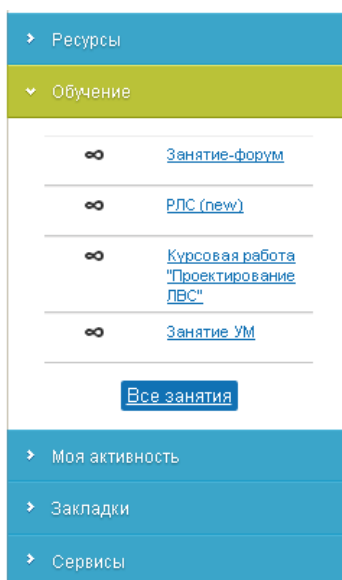 Ресурсы
Обучение
∞ Занятие-форум
∞ РЛС (new)
∞ Курсовая работа
"Проектирование
ЛВС"
∞ Занятие УМ
Все занятия
Моя активность
Закладки
Сервисы